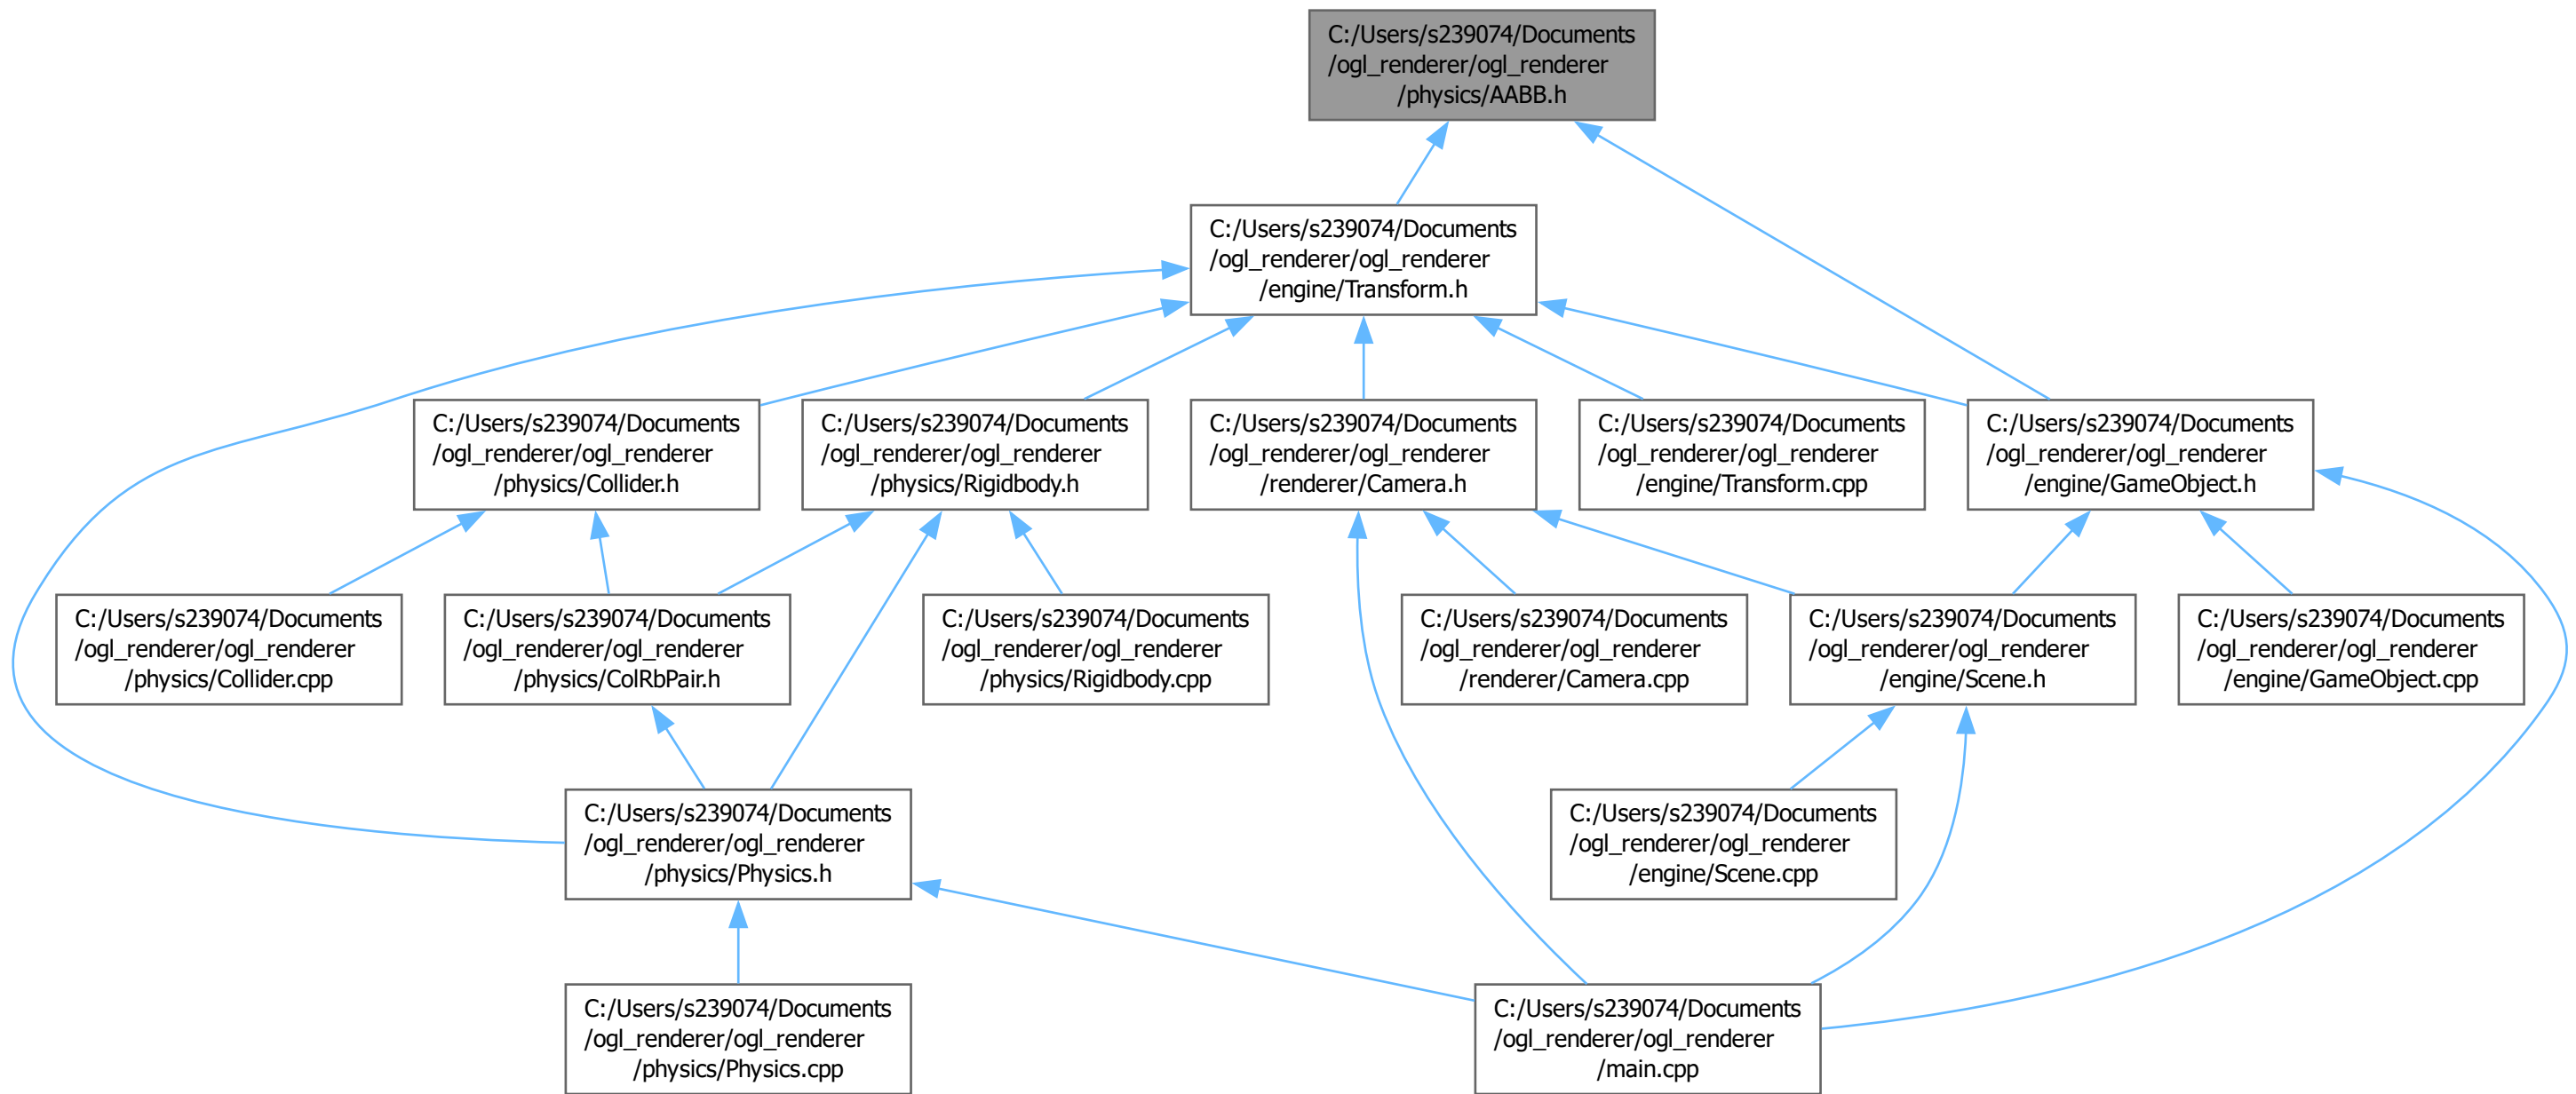 C:/Users/s239074/Documents
/ogl_renderer/ogl_renderer
/physics/AABB.h
C:/Users/s239074/Documents
/ogl_renderer/ogl_renderer
/engine/Transform.h
C:/Users/s239074/Documents
/ogl_renderer/ogl_renderer
/physics/Collider.h
C:/Users/s239074/Documents
/ogl_renderer/ogl_renderer
/physics/Rigidbody.h
C:/Users/s239074/Documents
/ogl_renderer/ogl_renderer
/renderer/Camera.h
C:/Users/s239074/Documents
/ogl_renderer/ogl_renderer
/engine/Transform.cpp
C:/Users/s239074/Documents
/ogl_renderer/ogl_renderer
/engine/GameObject.h
C:/Users/s239074/Documents
/ogl_renderer/ogl_renderer
/physics/Collider.cpp
C:/Users/s239074/Documents
/ogl_renderer/ogl_renderer
/physics/ColRbPair.h
C:/Users/s239074/Documents
/ogl_renderer/ogl_renderer
/physics/Rigidbody.cpp
C:/Users/s239074/Documents
/ogl_renderer/ogl_renderer
/renderer/Camera.cpp
C:/Users/s239074/Documents
/ogl_renderer/ogl_renderer
/engine/Scene.h
C:/Users/s239074/Documents
/ogl_renderer/ogl_renderer
/engine/GameObject.cpp
C:/Users/s239074/Documents
/ogl_renderer/ogl_renderer
/physics/Physics.h
C:/Users/s239074/Documents
/ogl_renderer/ogl_renderer
/engine/Scene.cpp
C:/Users/s239074/Documents
/ogl_renderer/ogl_renderer
/physics/Physics.cpp
C:/Users/s239074/Documents
/ogl_renderer/ogl_renderer
/main.cpp